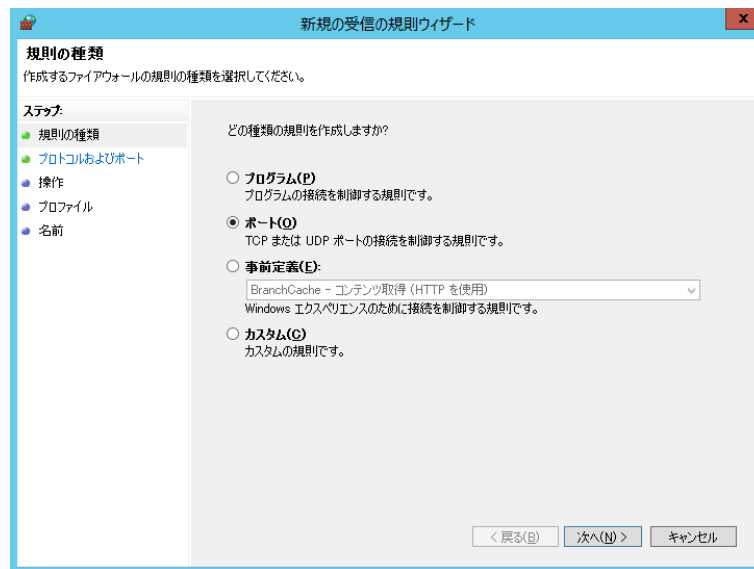 新規の受信の規則ウィザード
x
規則の種類
作成するファイアウォールの規則の種類を選択してください。
ステップ:
規則の種類
プロトコルおよびポート
操作
プロファイル
名前
どの種類の規則を作成しますか?
プログラム(P)
プログラムの接続を制御する規則です。
ポート(O)
TCP または UDP ポートの接続を制御する規則です。
事前定義(E):
BranchCache - コンテンツ取得 (HTTP を使用)
Windows エクスペリエンスのために接続を制御する規則です。
カスタム(C)
カスタムの規則です。
< 戻る(B)
次へ(N) >
キャンセル